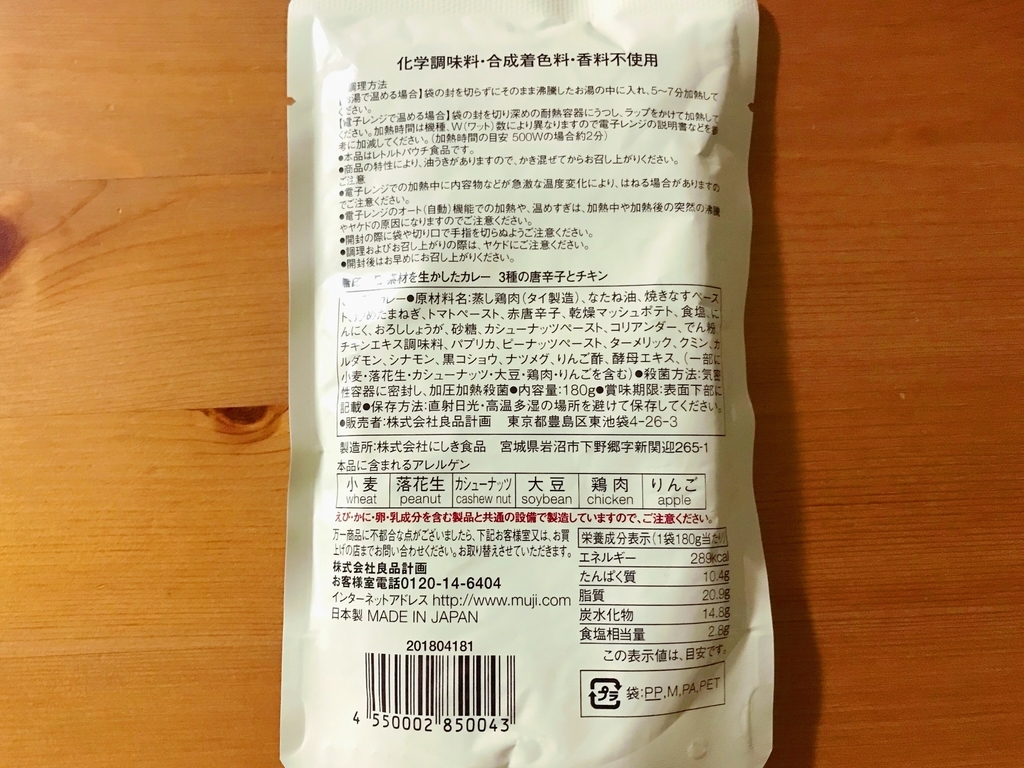 化学調味料・合成着色料・香料不使用
調理方法
湯で温める場合】袋の封を切らずにそのまま沸騰したお湯の中に入れ、5〜7分加熱して
ください。
【電子レンジで温める場合】袋の封を切り深めの耐熱容器にうつし、ラップをかけて加熱して
ください。加熱時間は機種、W(ワット)数により異なりますので電子レンジの説明書などを参
考に加減してください。(加熱時間の目安 500Wの場合約2分)
●本品はレトルトパウチ食品です。
●商品の特性により、油うきがありますので、かき混ぜてからお召し上がりください。
ご注意
●電子レンジでの加熱中に内容物などが急激な温度変化により、はねる場合がありますの
でご注意ください。
●電子レンジのオート(自動)機能での加熱や、温めすぎは、加熱中や加熱後の突然の沸騰
やヤケドの原因になりますのでご注意ください。
●開封の際に袋や切り口で手指を切らぬようご注意ください。
●調理およびお召し上がりの際は、ヤケドにご注意ください。
●開封後はお早めにお召し上がりください。
素材を生かしたカレー 3種の唐辛子とチキン
カレー●原材料名:蒸し鶏肉(タイ製造)、なたね油、焼きなすペース
ト、炒めたまねぎ、トマトペースト、赤唐辛子、乾燥マッシュポテト、食塩、に
んにく、おろししょうが、砂糖、カシューナッツペースト、コリアンダー、でん粉、
チキンエキス調味料、パプリカ、ピーナッツペースト、ターメリック、クミン、カ
ルダモン、シナモン、黒コショウ、ナツメグ、りんご酢、酵母エキス、(一部に
小麦・落花生・カシューナッツ・大豆・鶏肉・りんごを含む)●殺菌方法:気密
性容器に密封し、加圧加熱殺菌●内容量:180g●賞味期限:表面下部に
記載●保存方法:直射日光・高温多湿の場所を避けて保存してください。
●販売者:株式会社良品計画 東京都豊島区東池袋4-26-3
製造所:株式会社にしき食品 宮城県岩沼市下野郷字新関迎265-1
本品に含まれるアレルゲン
小麦 落花生 カシューナッツ 大豆 鶏肉 りんご
wheat peanut cashew nut soybean chicken apple
えび・かに・卵・乳成分を含む製品と共通の設備で製造していますので、ご注意ください。
万一商品に不都合な点がございましたら、下記お客様室又は、お買
上げの店までお問い合わせください。お取り替えさせていただきます。
株式会社良品計画
お客様室電話0120-14-6404
インターネットアドレス http://www.muji.com
日本製 MADE IN JAPAN
栄養成分表示(1袋180g当たり)
エネルギー 289kcal
たんぱく質 10.4g
脂質 20.9g
炭水化物 14.8g
食塩相当量 2.8g
この表示値は、目安です。
201804181
4 550002 850043
プラ 袋:PP,M,PA,PET